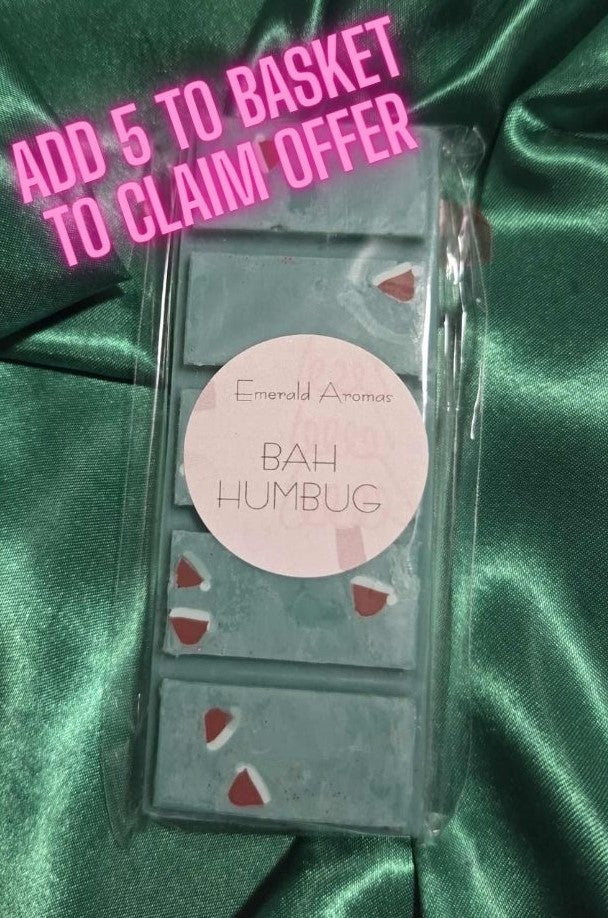 ADD 5 TO BASKET
TO CLAIM OFFER
Emerald Aromas
BAH
HUMBUG